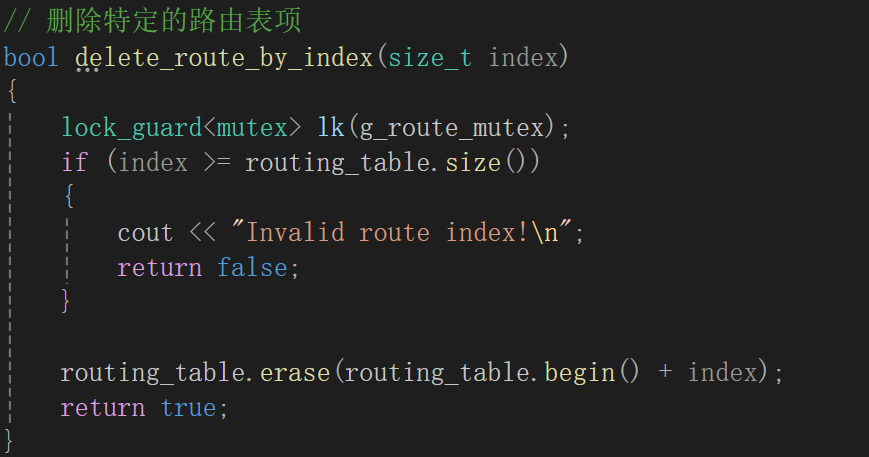 // 删除特定的路由表项
bool delete_route_by_index(size_t index)
{
    lock_guard<mutex> lk(g_route_mutex);
    if (index >= routing_table.size())
    {
        cout << "Invalid route index!\n";
        return false;
    }

    routing_table.erase(routing_table.begin() + index);
    return true;
}